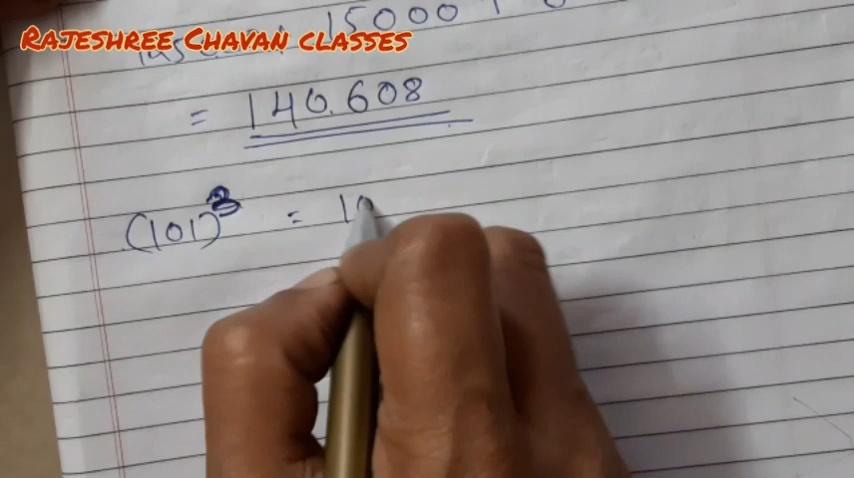 15000
Rajeshree Chavan classes
= 140.608
(101)³ = 10